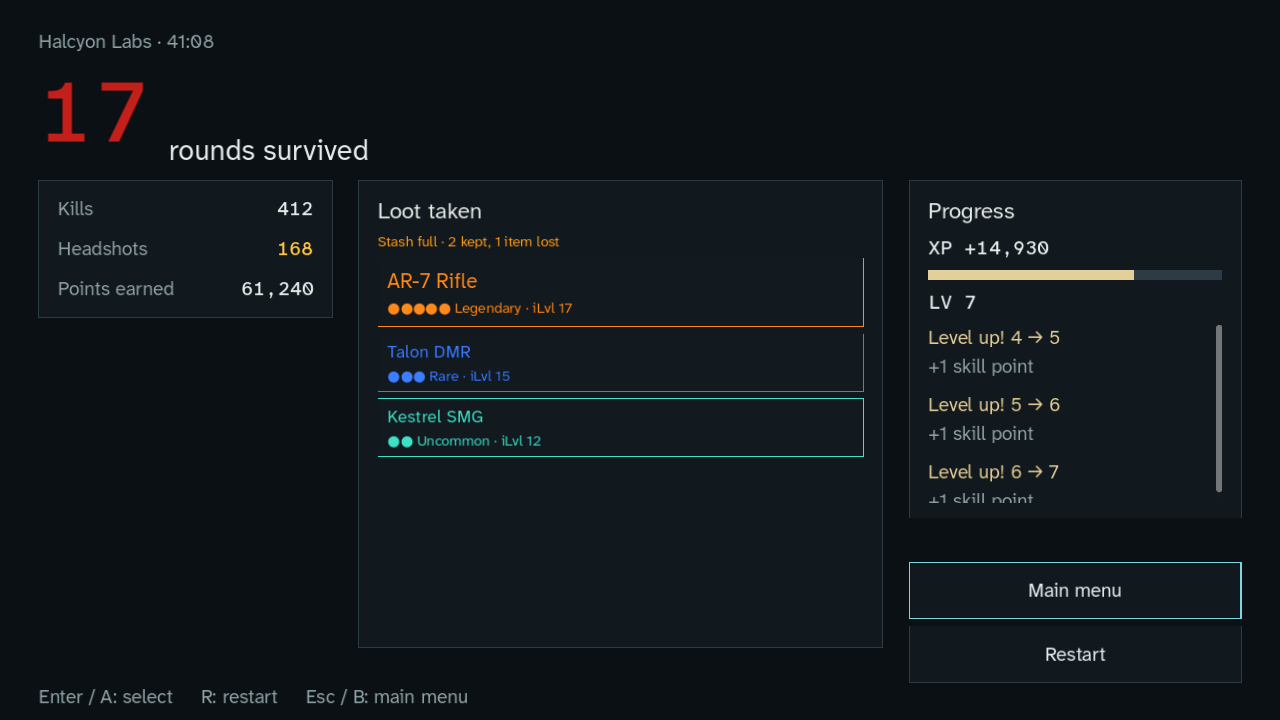 Halcyon Labs · 41:08
17 rounds survived
Kills 412
Headshots 168
Points earned 61,240
Loot taken
Stash full · 2 kept, 1 item lost
AR-7 Rifle
●●●●● Legendary · iLvl 17
Talon DMR
●●● Rare · iLvl 15
Kestrel SMG
●● Uncommon · iLvl 12
Progress
XP +14,930
LV 7
Level up! 4 → 5
+1 skill point
Level up! 5 → 6
+1 skill point
Level up! 6 → 7
+1 skill point
Main menu
Restart
Enter / A: select R: restart Esc / B: main menu